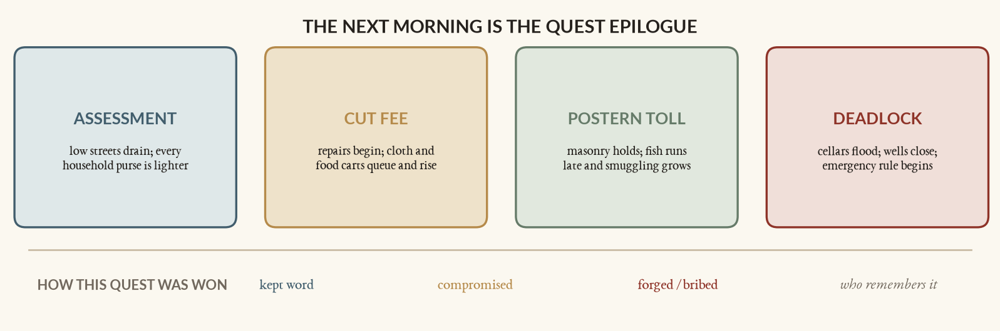 THE NEXT MORNING IS THE QUEST EPILOGUE
ASSESSMENT
low streets drain; every
household purse is lighter
CUT FEE
repairs begin; cloth and
food carts queue and rise
POSTERN TOLL
masonry holds; fish runs
late and smuggling grows
DEADLOCK
cellars flood; wells close;
emergency rule begins
HOW THIS QUEST WAS WON kept word compromised forged / bribed who remembers it